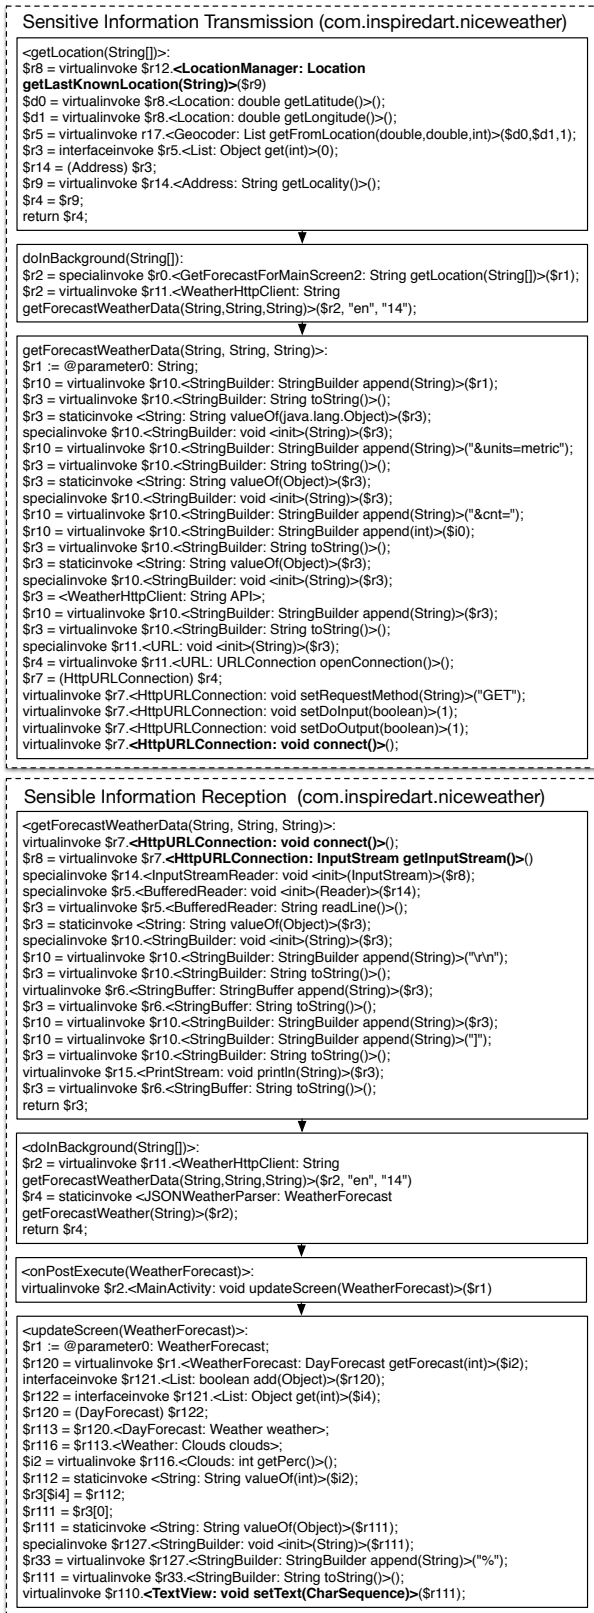 Sensitive Information Transmission (com.inspiredart.niceweather)
<getLocation(String[])>:
$r8 = virtualinvoke $r12.<LocationManager: Location
getLastKnownLocation(String)>($r9)
$d0 = virtualinvoke $r8.<Location: double getLatitude()>();
$d1 = virtualinvoke $r8.<Location: double getLongitude()>();
$r5 = virtualinvoke r17.<Geocoder: List getFromLocation(double,double,int)>($d0,$d1,1);
$r3 = interfaceinvoke $r5.<List: Object get(int)>(0);
$r14 = (Address) $r3;
$r9 = virtualinvoke $r14.<Address: String getLocality()>();
$r4 = $r9;
return $r4;
doInBackground(String[]):
$r2 = specialinvoke $r0.<GetForecastForMainScreen2: String getLocation(String[])>($r1);
$r2 = virtualinvoke $r11.<WeatherHttpClient: String
getForecastWeatherData(String,String,String)>($r2, "en", "14");
getForecastWeatherData(String, String, String)>:
$r1 := @parameter0: String;
$r10 = virtualinvoke $r10.<StringBuilder: StringBuilder append(String)>($r1);
$r3 = virtualinvoke $r10.<StringBuilder: String toString()>();
$r3 = staticinvoke <String: String valueOf(java.lang.Object)>($r3);
specialinvoke $r10.<StringBuilder: void <init>(String)>($r3);
$r10 = virtualinvoke $r10.<StringBuilder: StringBuilder append(String)>("&units=metric");
$r3 = virtualinvoke $r10.<StringBuilder: String toString()>();
$r3 = staticinvoke <String: String valueOf(Object)>($r3);
specialinvoke $r10.<StringBuilder: void <init>(String)>($r3);
$r10 = virtualinvoke $r10.<StringBuilder: StringBuilder append(String)>("&cnt=");
$r10 = virtualinvoke $r10.<StringBuilder: StringBuilder append(int)>($i0);
$r3 = virtualinvoke $r10.<StringBuilder: String toString()>();
$r3 = staticinvoke <String: String valueOf(Object)>($r3);
specialinvoke $r10.<StringBuilder: void <init>(String)>($r3);
$r3 = <WeatherHttpClient: String API>;
$r10 = virtualinvoke $r10.<StringBuilder: StringBuilder append(String)>($r3);
$r3 = virtualinvoke $r10.<StringBuilder: String toString()>();
specialinvoke $r11.<URL: void <init>(String)>($r3);
$r4 = virtualinvoke $r11.<URL: URLConnection openConnection()>();
$r7 = (HttpURLConnection) $r4;
virtualinvoke $r7.<HttpURLConnection: void setRequestMethod(String)>("GET");
virtualinvoke $r7.<HttpURLConnection: void setDoInput(boolean)>(1);
virtualinvoke $r7.<HttpURLConnection: void setDoOutput(boolean)>(1);
virtualinvoke $r7.<HttpURLConnection: void connect()>();
Sensible Information Reception (com.inspiredart.niceweather)
<getForecastWeatherData(String, String, String)>:
virtualinvoke $r7.<HttpURLConnection: void connect()>();
$r8 = virtualinvoke $r7.<HttpURLConnection: InputStream getInputStream()>()
specialinvoke $r14.<InputStreamReader: void <init>(InputStream)>($r8);
specialinvoke $r5.<BufferedReader: void <init>(Reader)>($r14);
$r3 = virtualinvoke $r5.<BufferedReader: String readLine()>();
$r3 = staticinvoke <String: String valueOf(Object)>($r3);
specialinvoke $r10.<StringBuilder: void <init>(String)>($r3);
$r10 = virtualinvoke $r10.<StringBuilder: StringBuilder append(String)>("\r\n");
$r3 = virtualinvoke $r10.<StringBuilder: String toString()>();
virtualinvoke $r6.<StringBuffer: StringBuffer append(String)>($r3);
$r3 = virtualinvoke $r6.<StringBuffer: String toString()>();
$r10 = virtualinvoke $r10.<StringBuilder: StringBuilder append(String)>($r3);
$r10 = virtualinvoke $r10.<StringBuilder: StringBuilder append(String)>("]");
$r3 = virtualinvoke $r10.<StringBuilder: String toString()>();
virtualinvoke $r15.<PrintStream: void println(String)>($r3);
$r3 = virtualinvoke $r6.<StringBuffer: String toString()>();
return $r3;
<doInBackground(String[])>:
$r2 = virtualinvoke $r11.<WeatherHttpClient: String
getForecastWeatherData(String,String,String)>($r2, "en", "14")
$r4 = staticinvoke <JSONWeatherParser: WeatherForecast
getForecastWeather(String)>($r2);
return $r4;
<onPostExecute(WeatherForecast)>:
virtualinvoke $r2.<MainActivity: void updateScreen(WeatherForecast)>($r1)
<updateScreen(WeatherForecast)>:
$r1 := @parameter0: WeatherForecast;
$r120 = virtualinvoke $r1.<WeatherForecast: DayForecast getForecast(int)>($i2);
interfaceinvoke $r121.<List: boolean add(Object)>($r120);
$r122 = interfaceinvoke $r121.<List: Object get(int)>($i4);
$r120 = (DayForecast) $r122;
$r113 = $r120.<DayForecast: Weather weather>;
$r116 = $r113.<Weather: Clouds clouds>;
$i2 = virtualinvoke $r116.<Clouds: int getPerc()>();
$r112 = staticinvoke <String: String valueOf(int)>($i2);
$r3[$i4] = $r112;
$r111 = $r3[0];
$r111 = staticinvoke <String: String valueOf(Object)>($r111);
specialinvoke $r127.<StringBuilder: void <init>(String)>($r111);
$r33 = virtualinvoke $r127.<StringBuilder: StringBuilder append(String)>("%");
$r111 = virtualinvoke $r33.<StringBuilder: String toString()>();
virtualinvoke $r110.<TextView: void setText(CharSequence)>($r111);